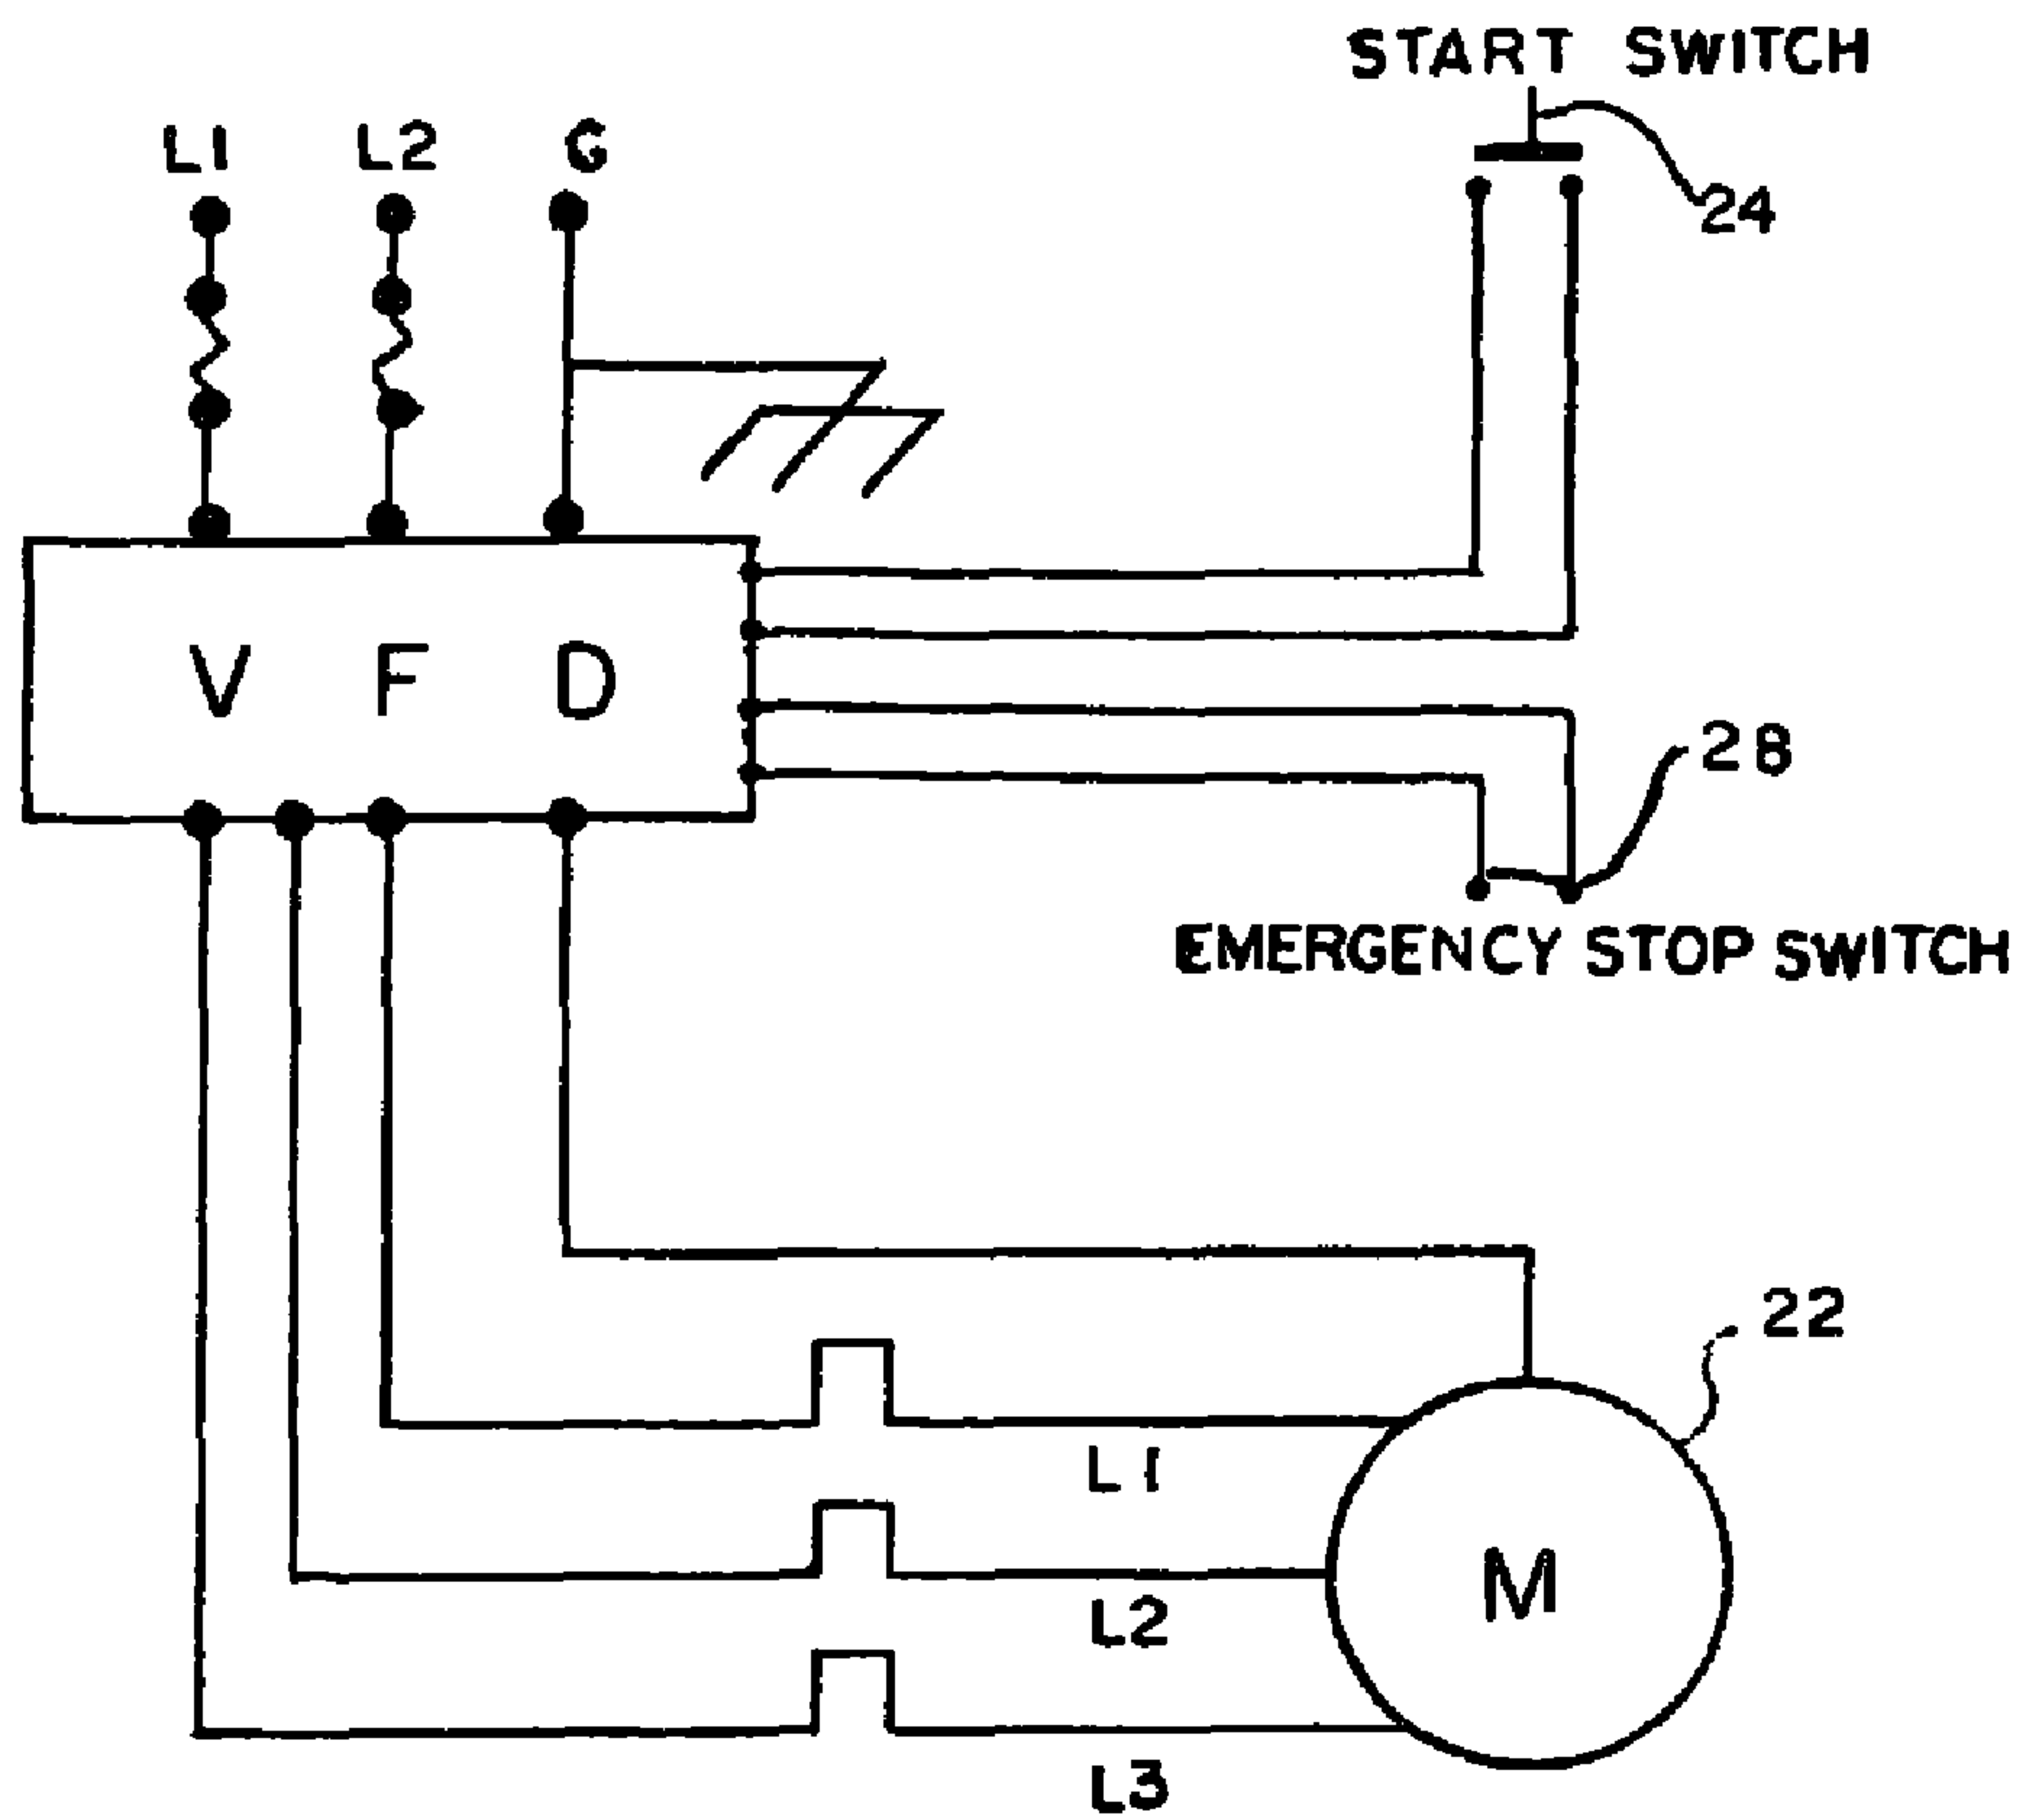 START SWITCH
L1 L2 G
24
V F D
28
EMERGENCY STOP SWITCH
22
L1
M
L2
L3